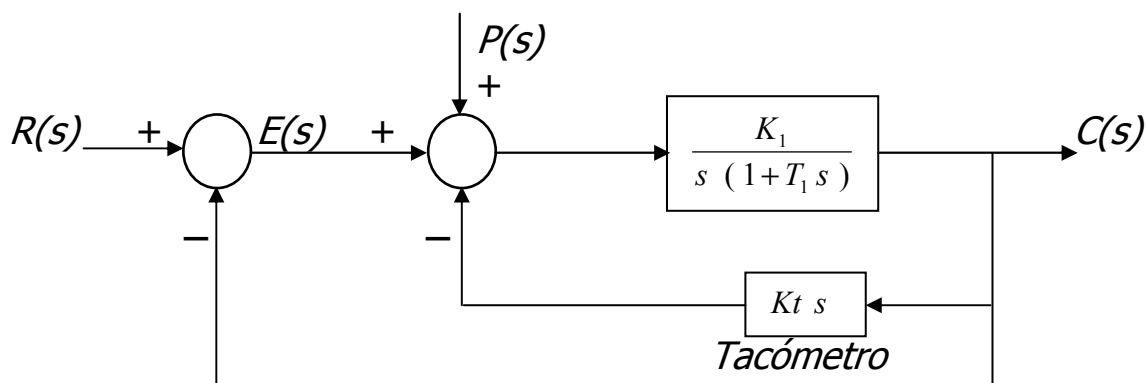 P(s)
+
R(s) + E(s) + C(s)
K₁
s ( 1 + T₁ s )
−
−
Kt s
Tacómetro